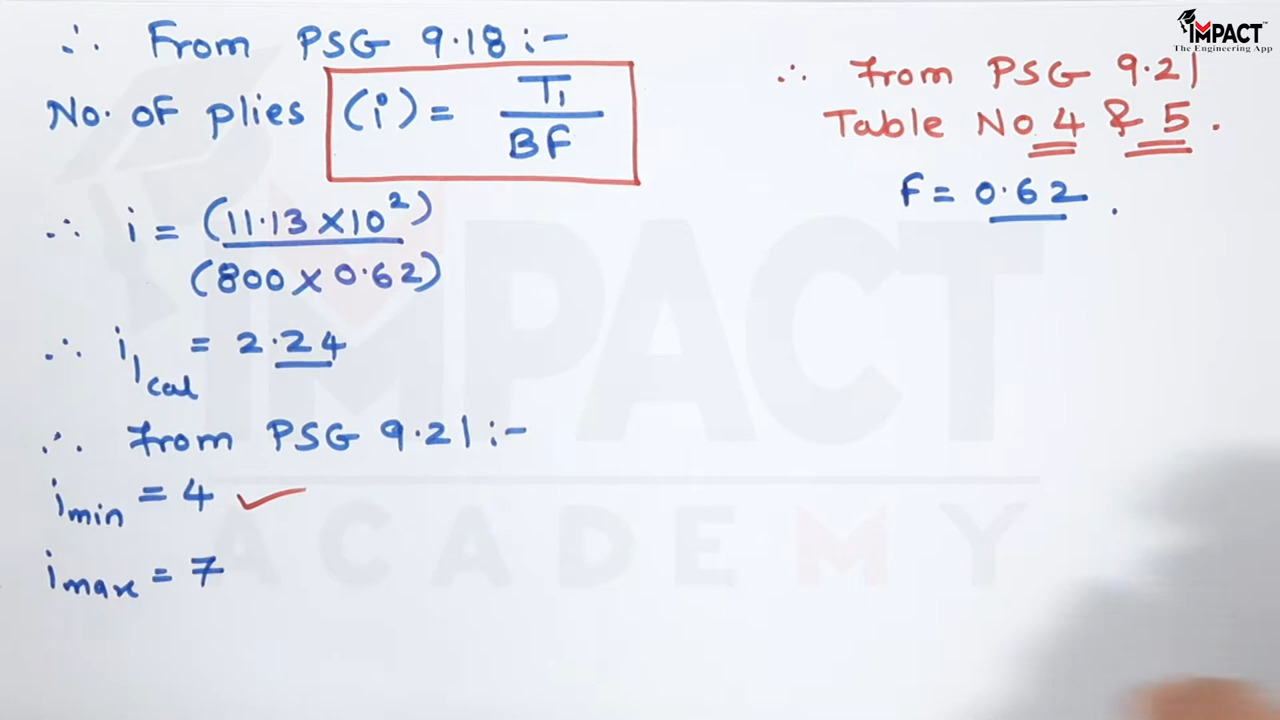 ∴ From PSG 9.18 :-
No. of plies (i) = T₁ / BF
∴ i = (11.13 × 10²) / (800 × 0.62)
∴ i|cal = 2.24
∴ from PSG 9.21 :-
imin = 4 ✓
imax = 7
∴ from PSG 9.21
Table No 4 & 5 .
F = 0.62 .
IMPACT
The Engineering App
IMPACT
ACADEMY